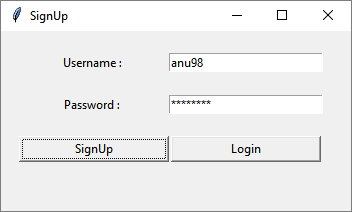 SignUp
Username : anu98
Password : ********
SignUp Login